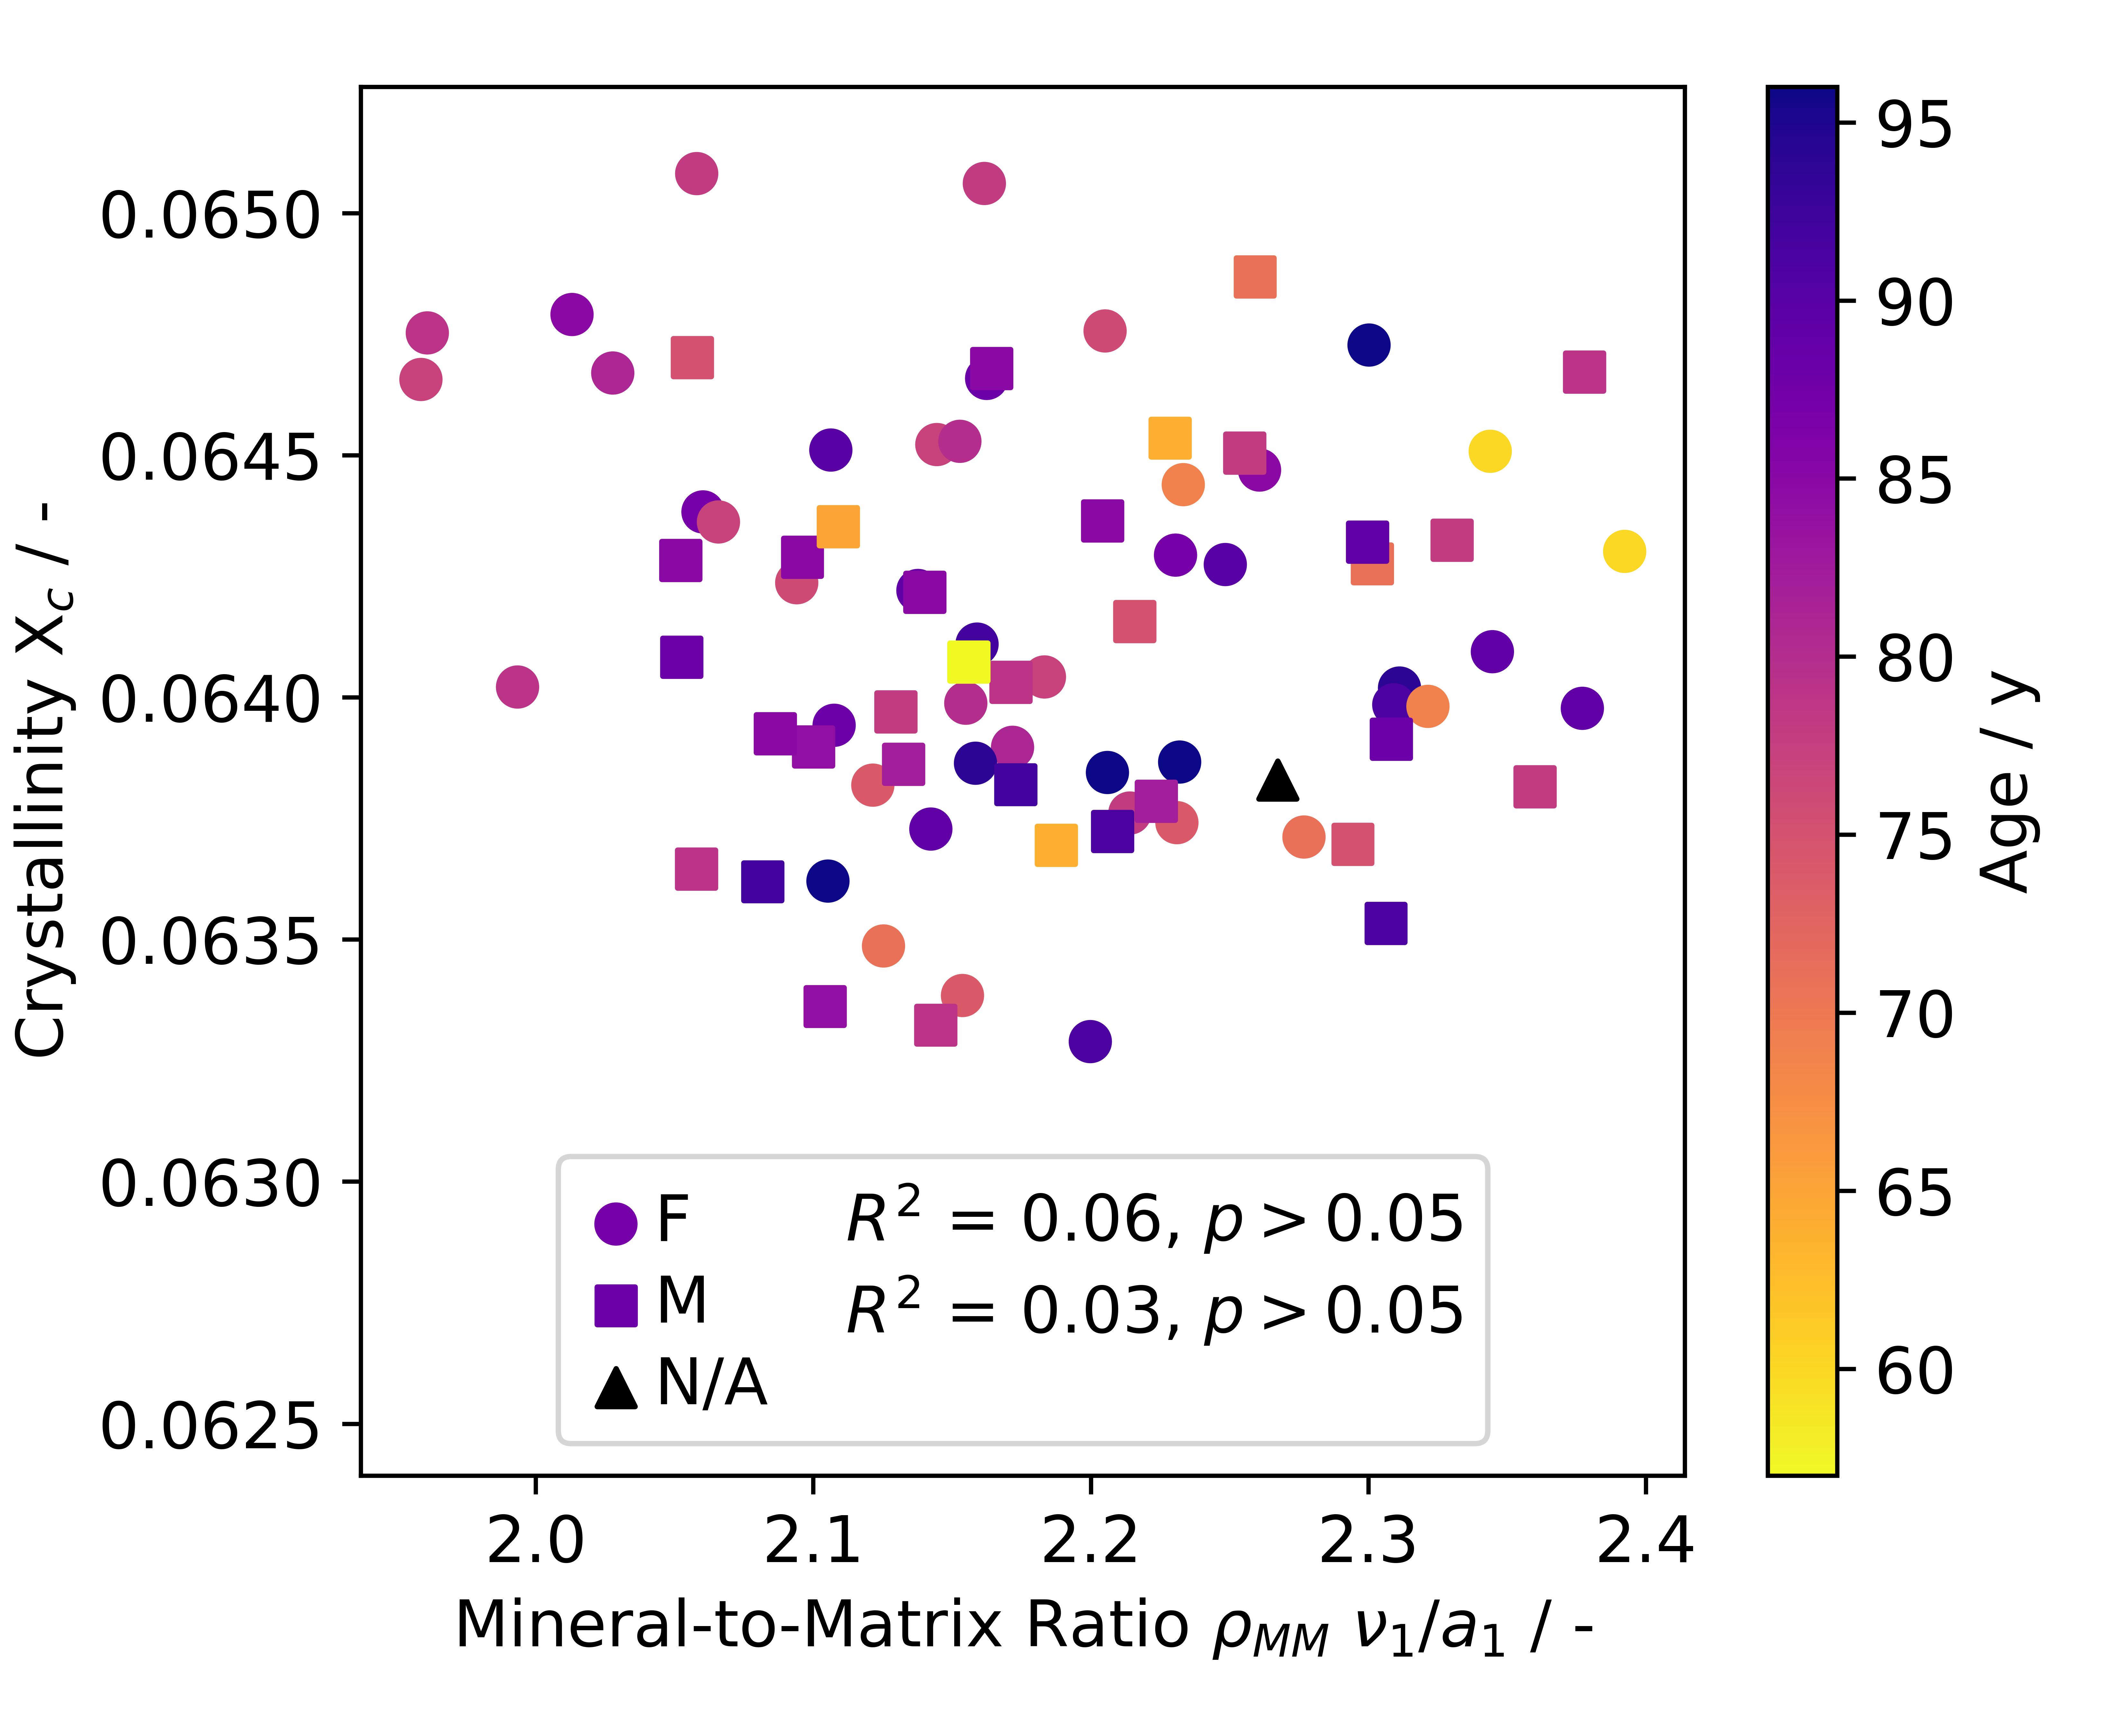 0.0650
0.0645
0.0640
0.0635
0.0630
0.0625
Crystallinity X_c / -
F R² = 0.06, p > 0.05
M R² = 0.03, p > 0.05
N/A
2.0 2.1 2.2 2.3 2.4
Mineral-to-Matrix Ratio ρ_MM ν₁/a₁ / -
95
90
85
80
75
70
65
60
Age / y